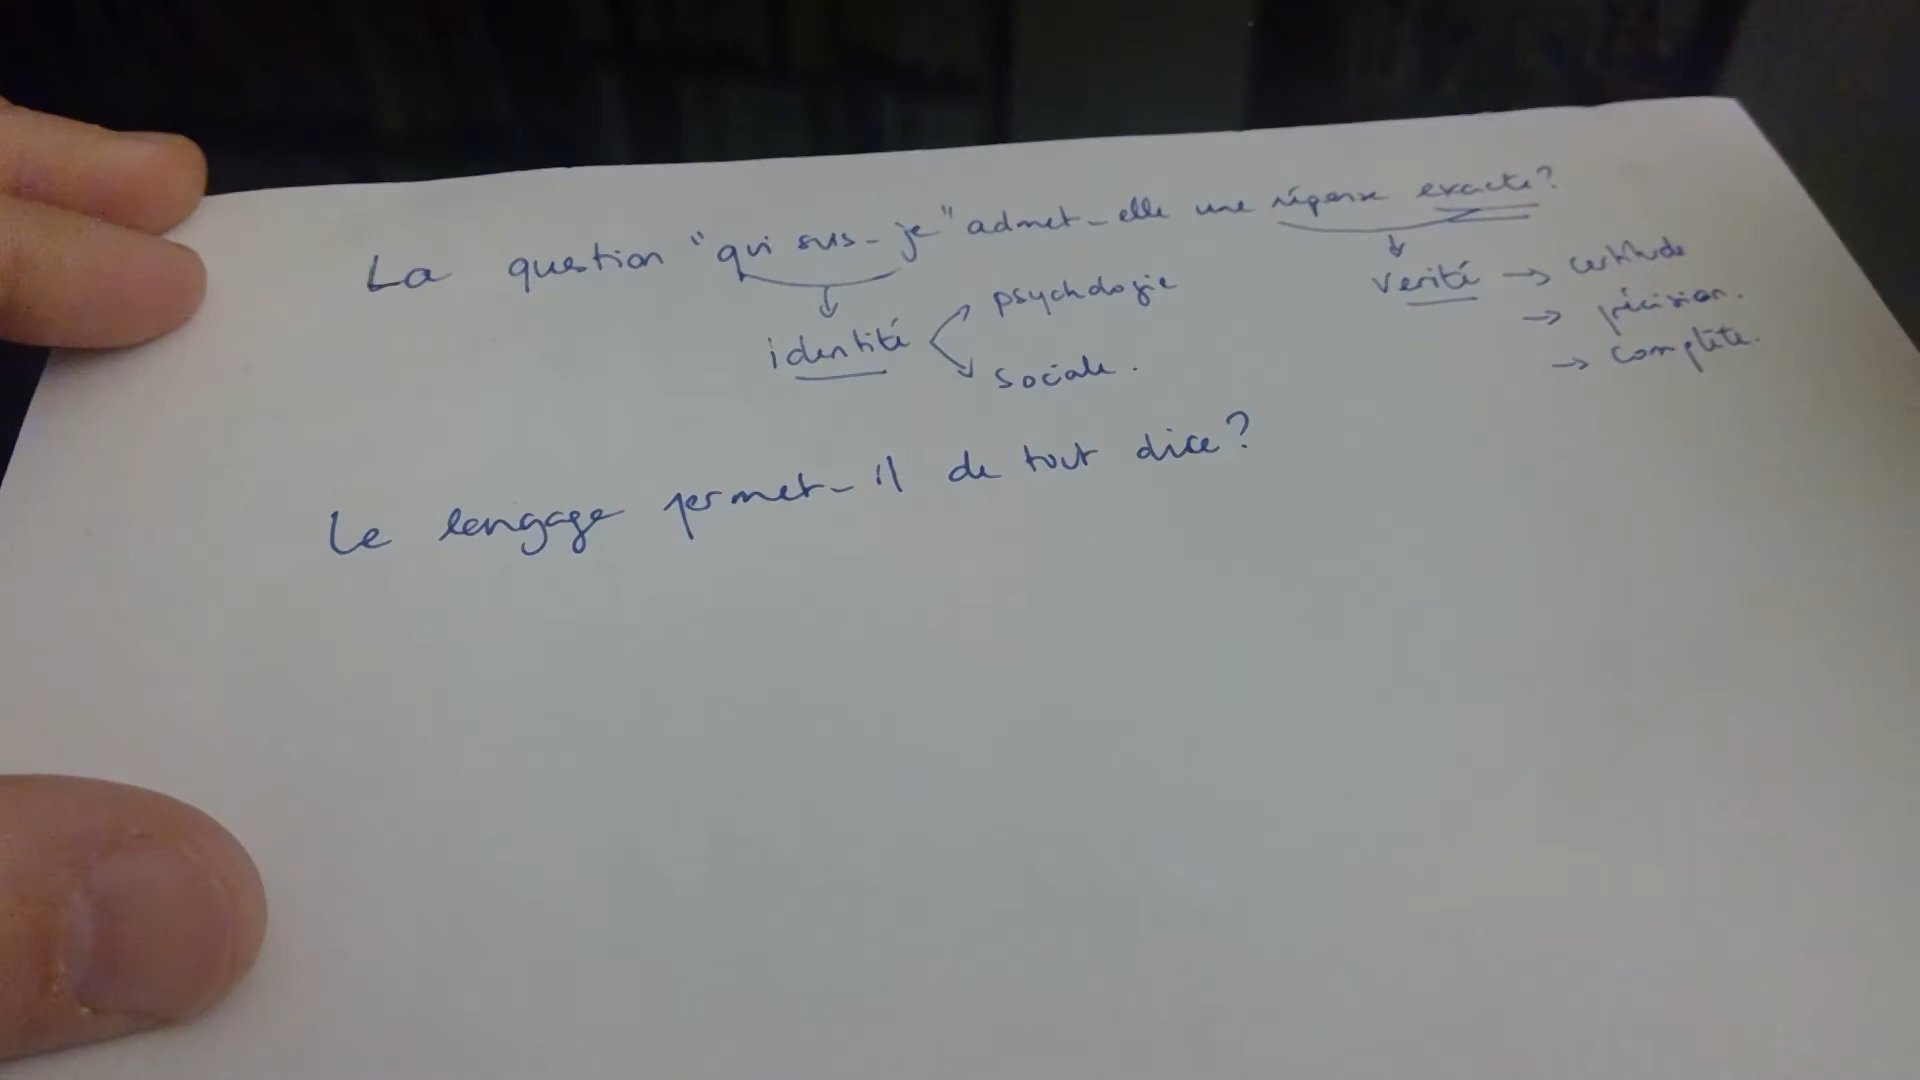 La question "qui suis-je" admet-elle une réponse exacte?
identité
psychologie
sociale.
Vérité → certitude
→ précision.
→ complète.
Le langage permet-il de tout dire?